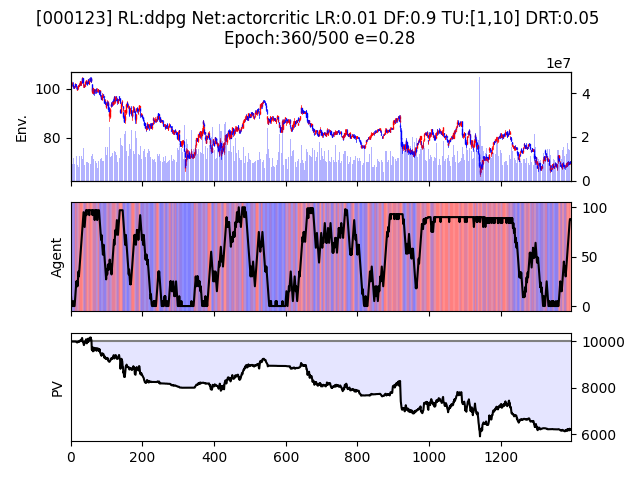 [000123] RL:ddpg Net:actorcritic LR:0.01 DF:0.9 TU:[1,10] DRT:0.05
Epoch:360/500 e=0.28
1e7
100
80
Env.
4
2
0
Agent
100
50
0
PV
10000
8000
6000
0 200 400 600 800 1000 1200